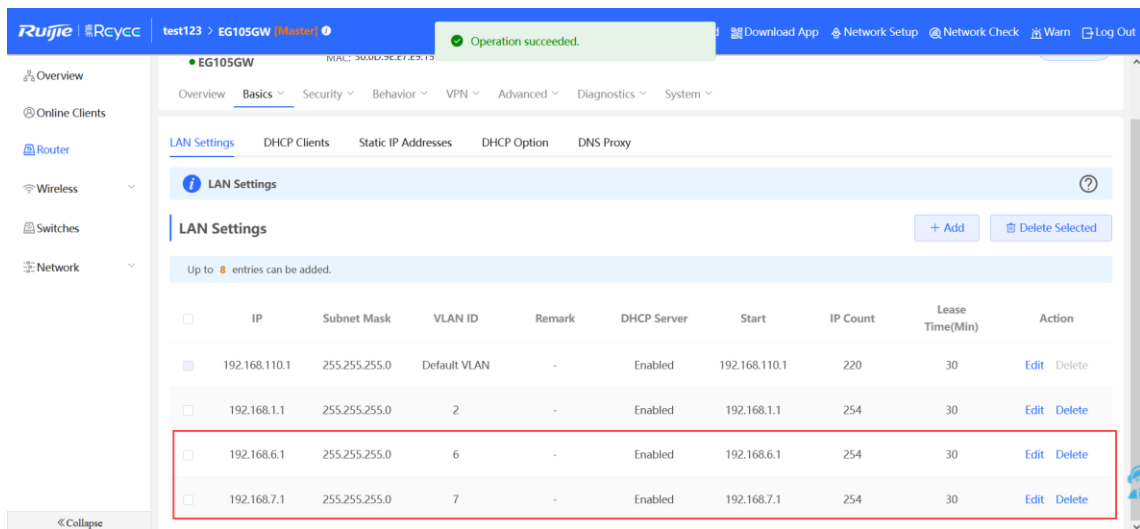 Ruijie Rcycc test123 > EG105GW [Master]
Operation succeeded.
Download App Network Setup Network Check Warn Log Out
Overview
Online Clients
Router
Wireless
Switches
Network
«Collapse
EG105GW
Overview Basics Security Behavior VPN Advanced Diagnostics System
LAN Settings DHCP Clients Static IP Addresses DHCP Option DNS Proxy
i LAN Settings ?
LAN Settings + Add Delete Selected
Up to 8 entries can be added.
IP Subnet Mask VLAN ID Remark DHCP Server Start IP Count Lease Time(Min) Action
192.168.110.1 255.255.255.0 Default VLAN - Enabled 192.168.110.1 220 30 Edit Delete
192.168.1.1 255.255.255.0 2 - Enabled 192.168.1.1 254 30 Edit Delete
192.168.6.1 255.255.255.0 6 - Enabled 192.168.6.1 254 30 Edit Delete
192.168.7.1 255.255.255.0 7 - Enabled 192.168.7.1 254 30 Edit Delete